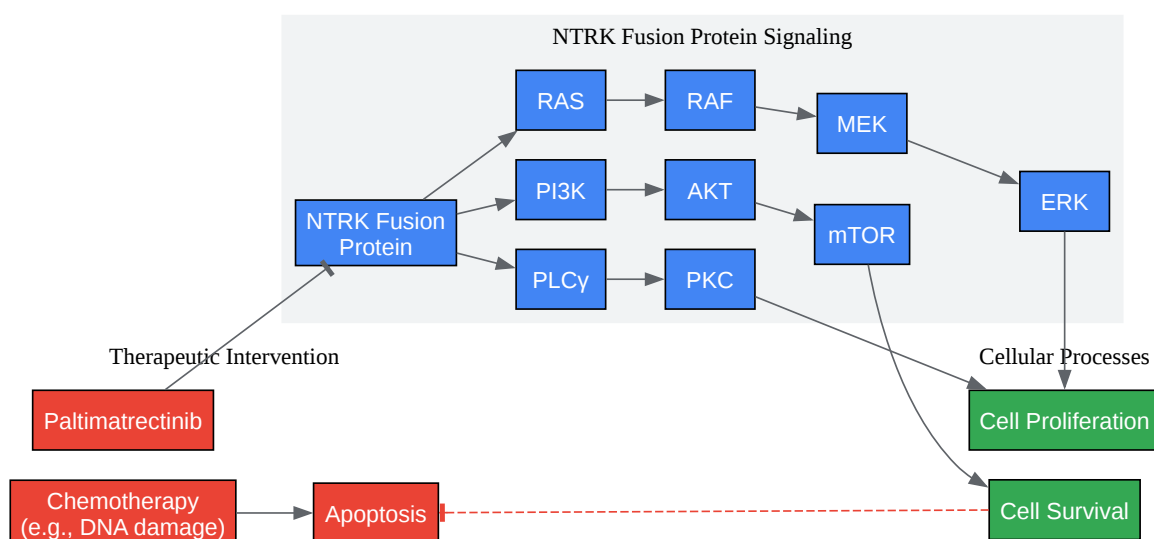 NTRK Fusion Protein Signaling
RAS
RAF
MEK
PI3K
AKT
ERK
NTRK Fusion
Protein
mTOR
PLCγ
PKC
Therapeutic Intervention
Cellular Processes
Paltimatrectinib
Cell Proliferation
Chemotherapy
(e.g., DNA damage)
Apoptosis
Cell Survival